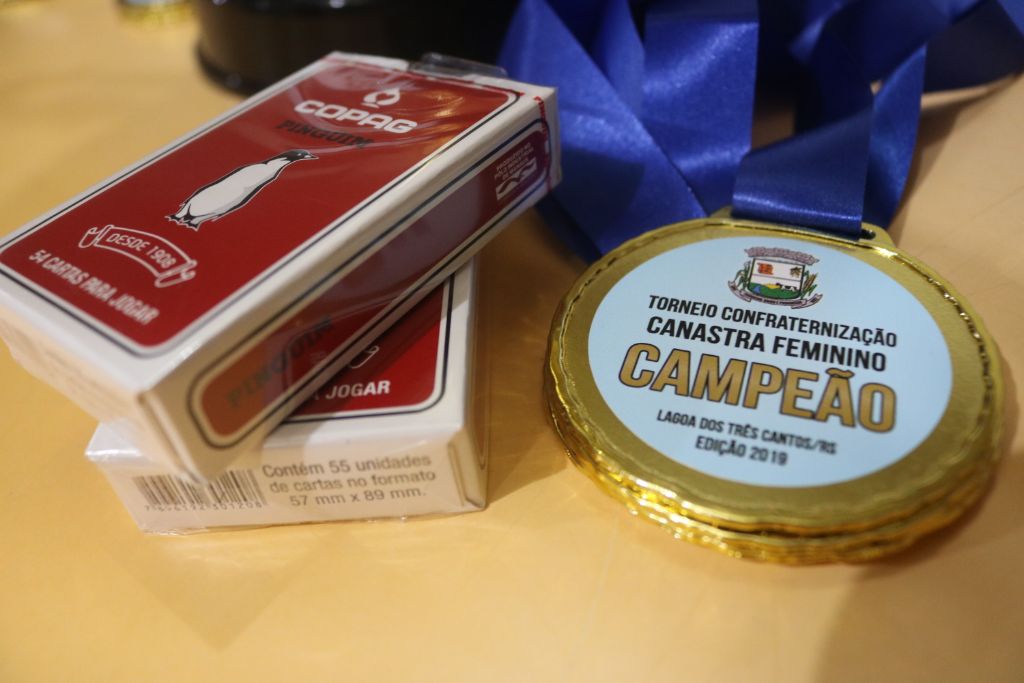 COPAG
PINGUIM
DESDE 1908
54 CARTAS PARA JOGAR
PINGUIM
JOGAR
Contém 55 unidades
de cartas no formato
57 mm x 89 mm.
TORNEIO CONFRATERNIZAÇÃO
CANASTRA FEMININO
CAMPEÃO
LAGOA DOS TRÊS CANTOS/RS
EDIÇÃO 2019